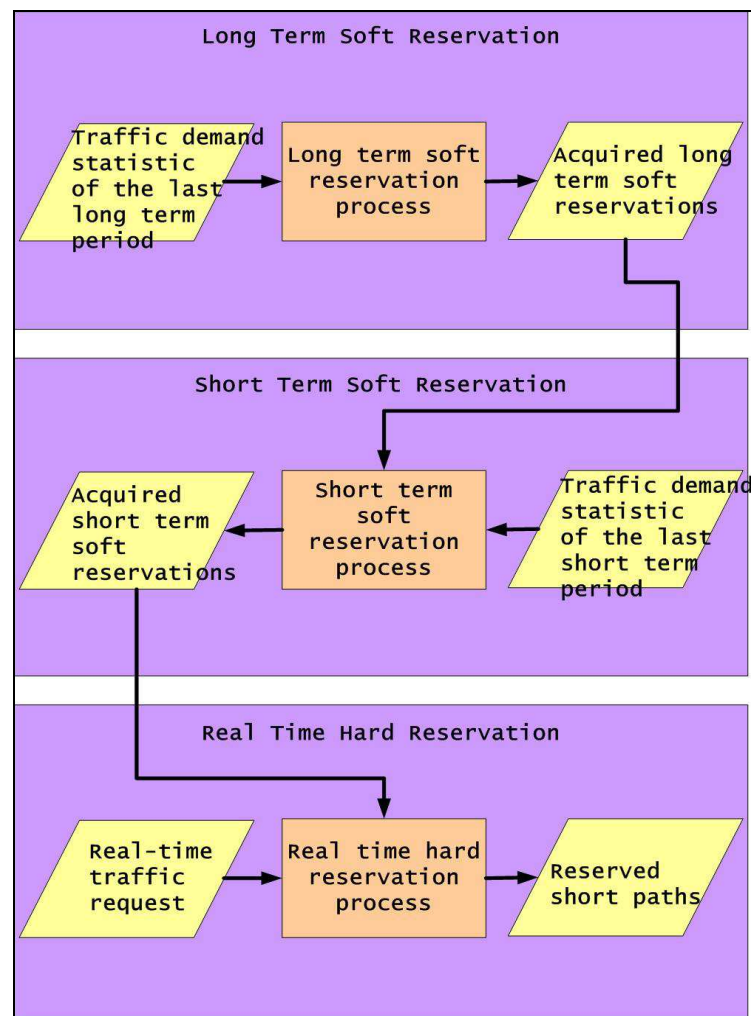 Long Term Soft Reservation
Traffic demand
statistic
of the last
long term
period
Long term soft
reservation
process
Acquired long
term soft
reservations
Short Term Soft Reservation
Acquired
short term
soft
reservations
Short term
soft
reservation
process
Traffic demand
statistic
of the last
short term
period
Real Time Hard Reservation
Real-time
traffic
request
Real time hard
reservation
process
Reserved
short paths